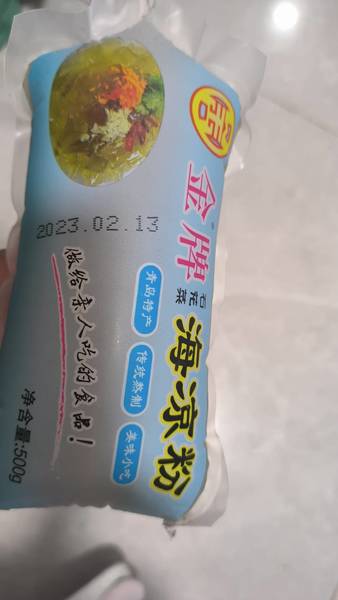 金牌
石花菜
海凉粉
青岛特产
传统熬制
美味小吃
2023.02.13
做给亲人吃的食品！
净含量:500g